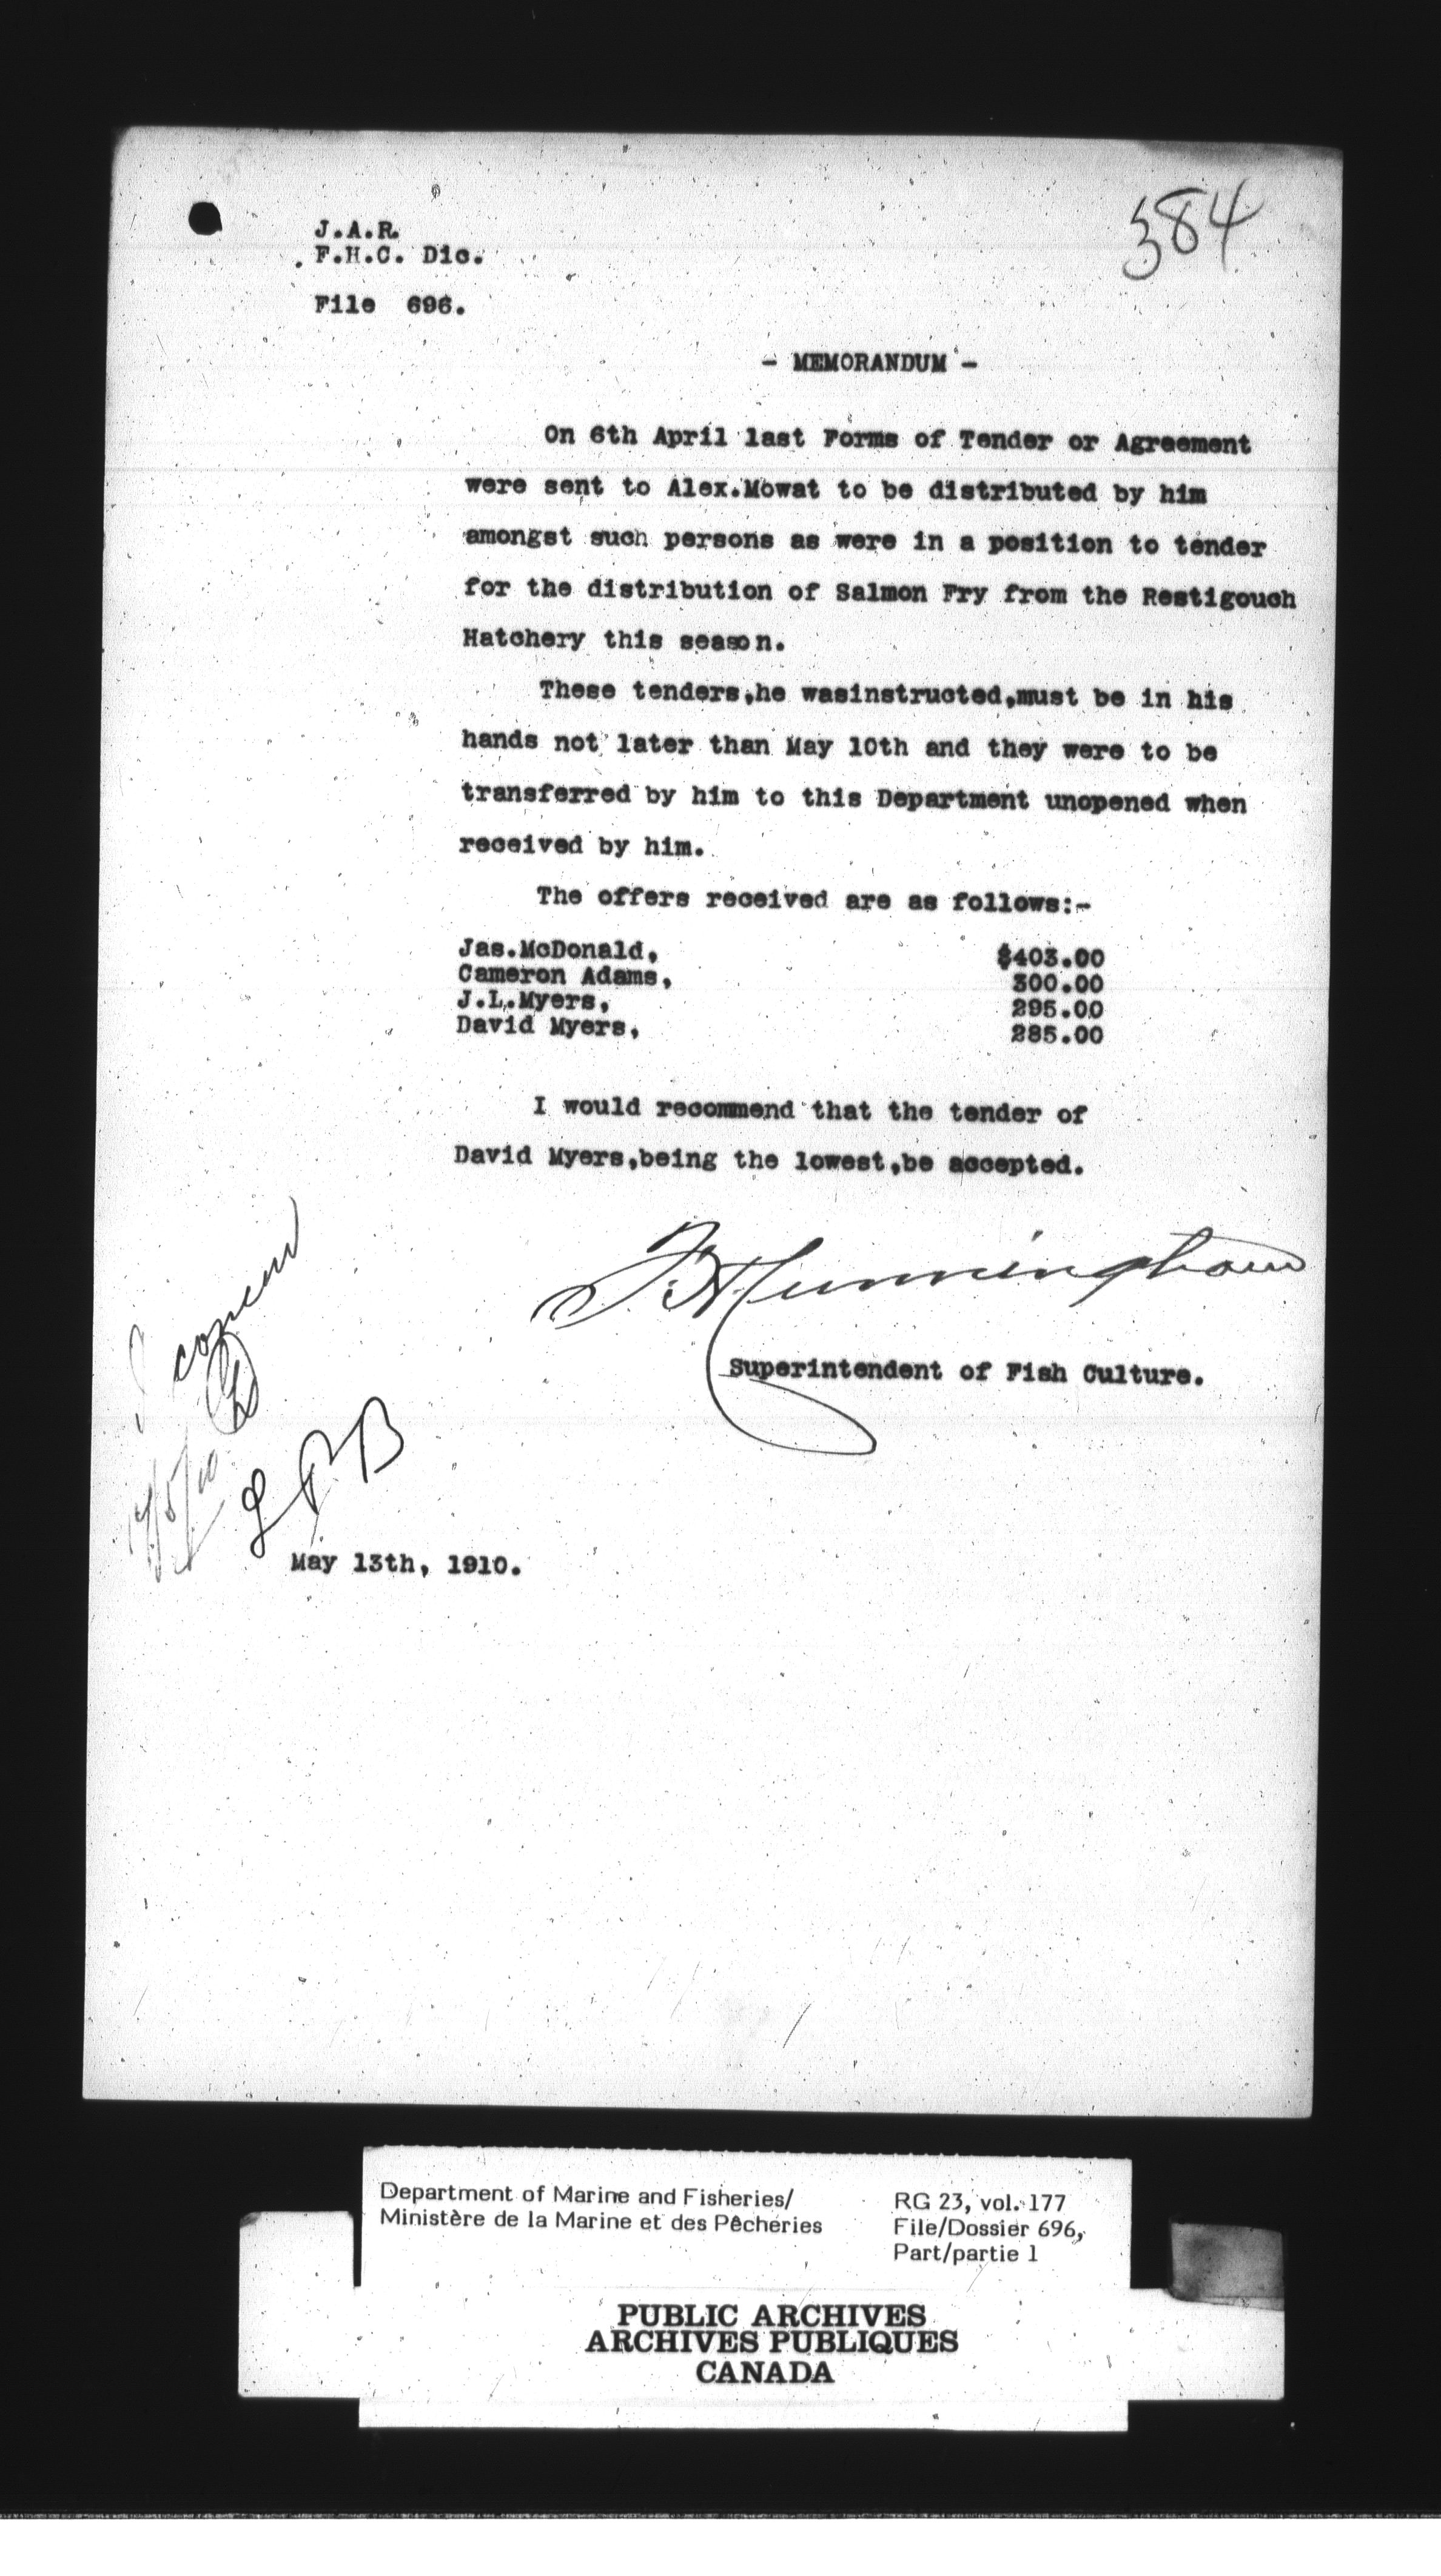 384
J.A.R.
F.H.C. Dic.
File 696.
- MEMORANDUM -
On 6th April last Forms of Tender or Agreement
were sent to Alex.Mowat to be distributed by him
amongst such persons as were in a position to tender
for the distribution of Salmon Fry from the Restigouch
Hatchery this season.
These tenders,he wasinstructed,must be in his
hands not later than May 10th and they were to be
transferred by him to this Department unopened when
received by him.
The offers received are as follows:-
Jas.McDonald, $403.00
Cameron Adams, 300.00
J.L.Myers, 295.00
David Myers, 285.00
I would recommend that the tender of
David Myers,being the lowest,be accepted.
F.H.Cunningham
Superintendent of Fish Culture.
I concur
LPB
May 13th, 1910.
Department of Marine and Fisheries/
Ministère de la Marine et des Pêcheries
RG 23, vol. 177
File/Dossier 696,
Part/partie 1
PUBLIC ARCHIVES
ARCHIVES PUBLIQUES
CANADA